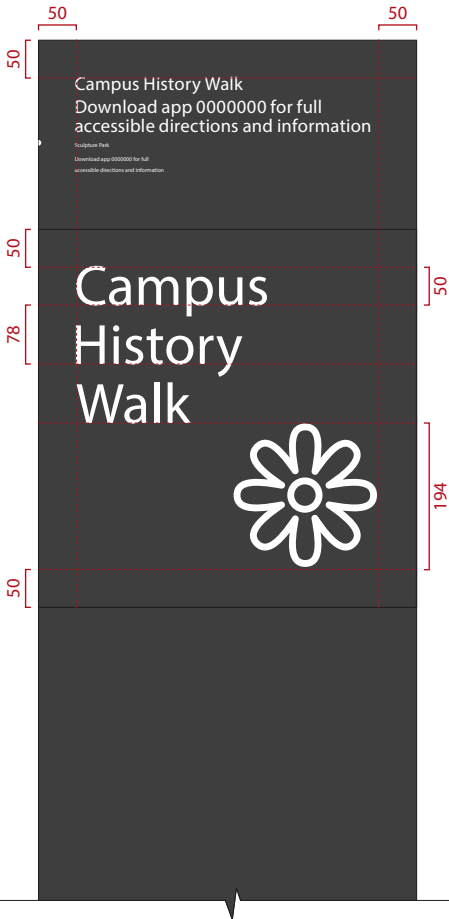 50 50
50
Campus History Walk
Download app 0000000 for full
accessible directions and information
Sculpture Park
Download app 0000000 for full
accessible directions and information
50
50
Campus
78
History
Walk
194
50